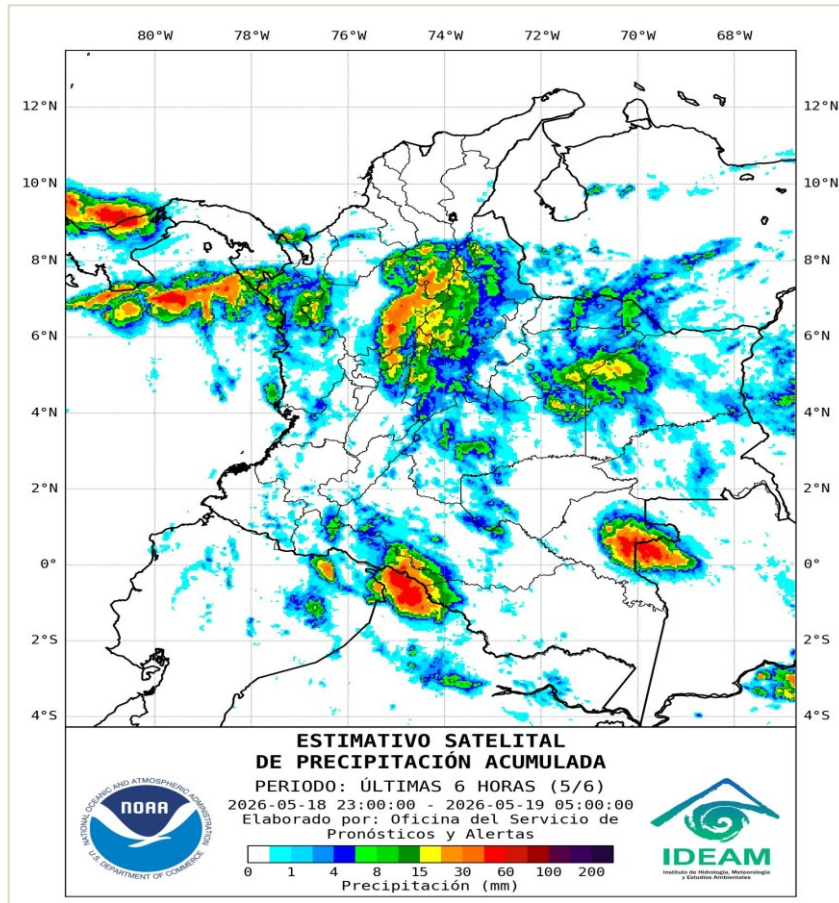 80°W 78°W 76°W 74°W 72°W 70°W 68°W
12°N 12°N
10°N 10°N
8°N 8°N
6°N 6°N
4°N 4°N
2°N 2°N
0° 0°
2°S 2°S
4°S 4°S
ESTIMATIVO SATELITAL
DE PRECIPITACIÓN ACUMULADA
PERIODO: ÚLTIMAS 6 HORAS (5/6)
2026-05-18 23:00:00 - 2026-05-19 05:00:00
Elaborado por: Oficina del Servicio de
Pronósticos y Alertas
0 1 4 8 15 30 60 100 200
Precipitación (mm)
NATIONAL OCEANIC AND ATMOSPHERIC ADMINISTRATION
NOAA
U.S. DEPARTMENT OF COMMERCE
IDEAM
Instituto de Hidrología, Meteorología
y Estudios Ambientales